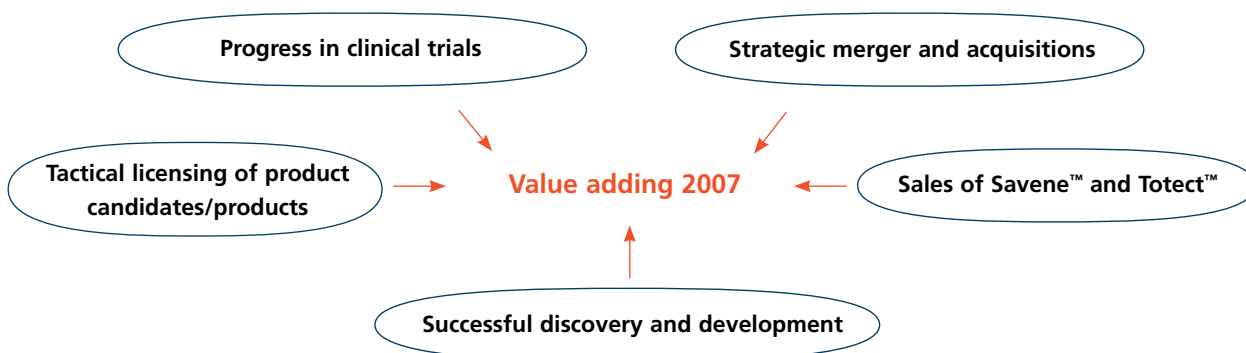 Progress in clinical trials
Strategic merger and acquisitions
Tactical licensing of product
candidates/products
Value adding 2007
Sales of Savene™ and Totect™
Successful discovery and development